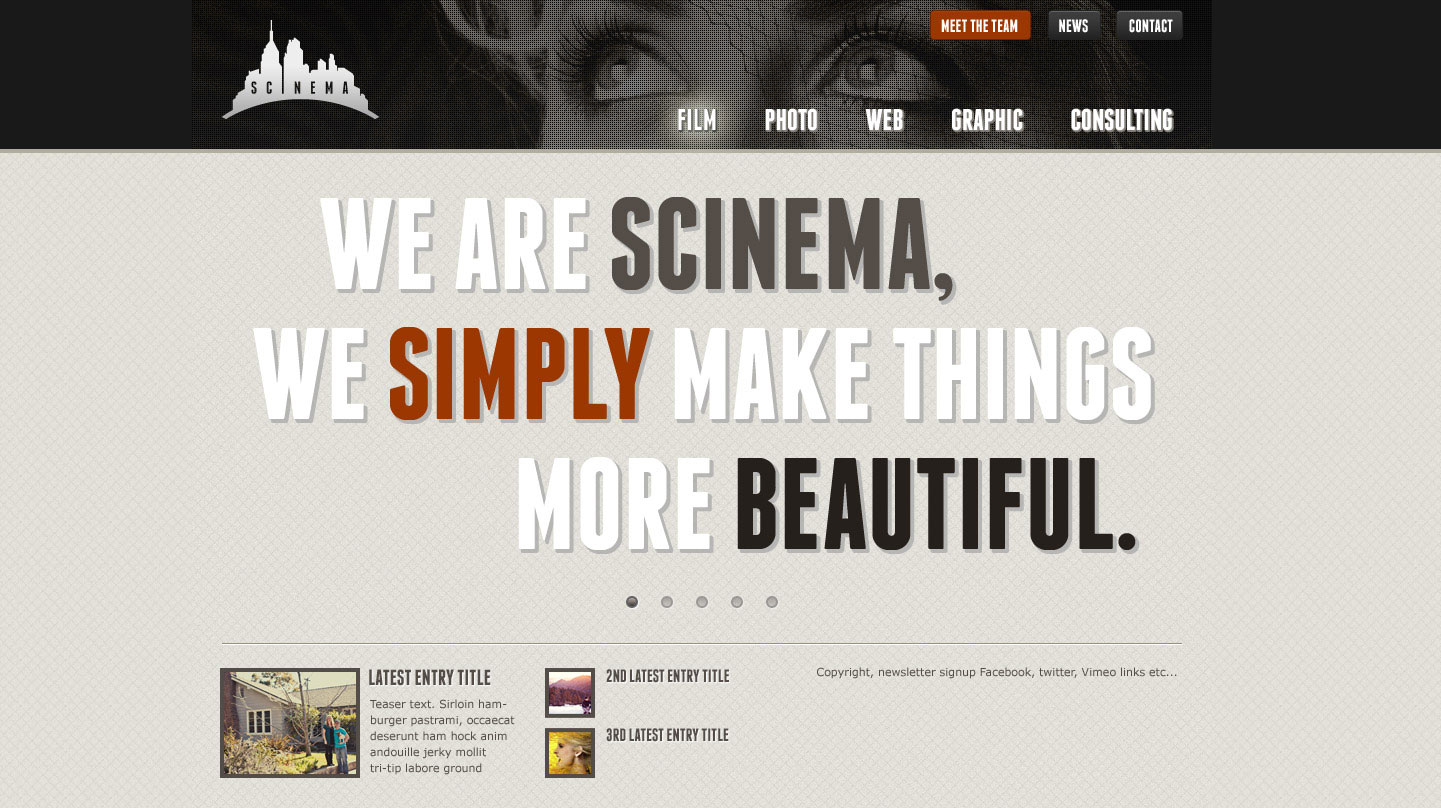 SCINEMA
MEET THE TEAM
NEWS
CONTACT
FILM
PHOTO
WEB
GRAPHIC
CONSULTING
WE ARE SCINEMA,
WE SIMPLY MAKE THINGS
MORE BEAUTIFUL.
LATEST ENTRY TITLE
Teaser text. Sirloin ham-
burger pastrami, occaecat
deserunt ham hock anim
andouille jerky mollit
tri-tip labore ground
2ND LATEST ENTRY TITLE
3RD LATEST ENTRY TITLE
Copyright, newsletter signup Facebook, twitter, Vimeo links etc...